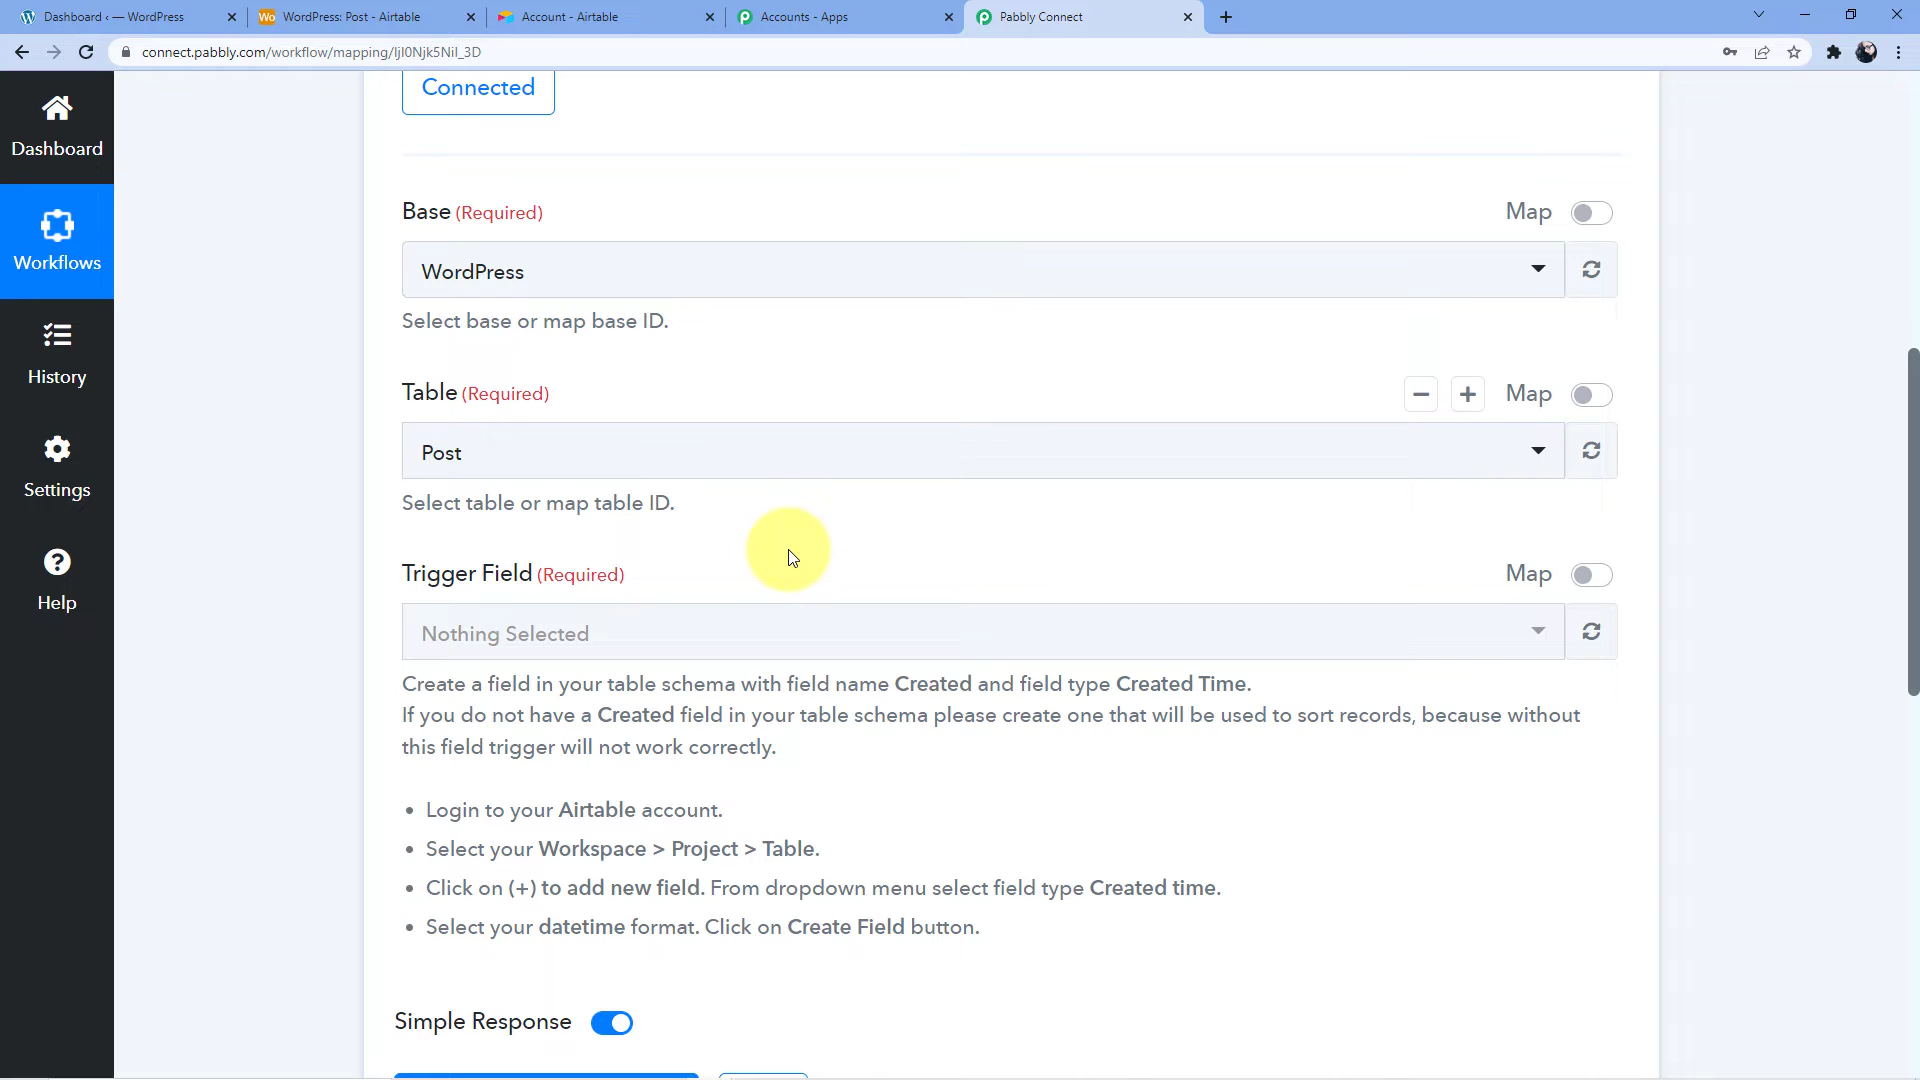 Dashboard ‹ — WordPress
Wo
WordPress: Post - Airtable
Account - Airtable
Accounts - Apps
Pabbly Connect
connect.pabbly.com/workflow/mapping/IjI0Njk5NiI_3D
Connected
Dashboard
Workflows
History
Settings
Help
Base (Required)
Map
WordPress
Select base or map base ID.
Table (Required)
Map
Post
Select table or map table ID.
Trigger Field (Required)
Map
Nothing Selected
Create a field in your table schema with field name Created and field type Created Time.
If you do not have a Created field in your table schema please create one that will be used to sort records, because without
this field trigger will not work correctly.
• Login to your Airtable account.
• Select your Workspace > Project > Table.
• Click on (+) to add new field. From dropdown menu select field type Created time.
• Select your datetime format. Click on Create Field button.
Simple Response